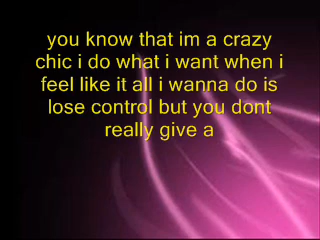 you know that im a crazy
chic i do what i want when i
feel like it all i wanna do is
lose control but you dont
really give a